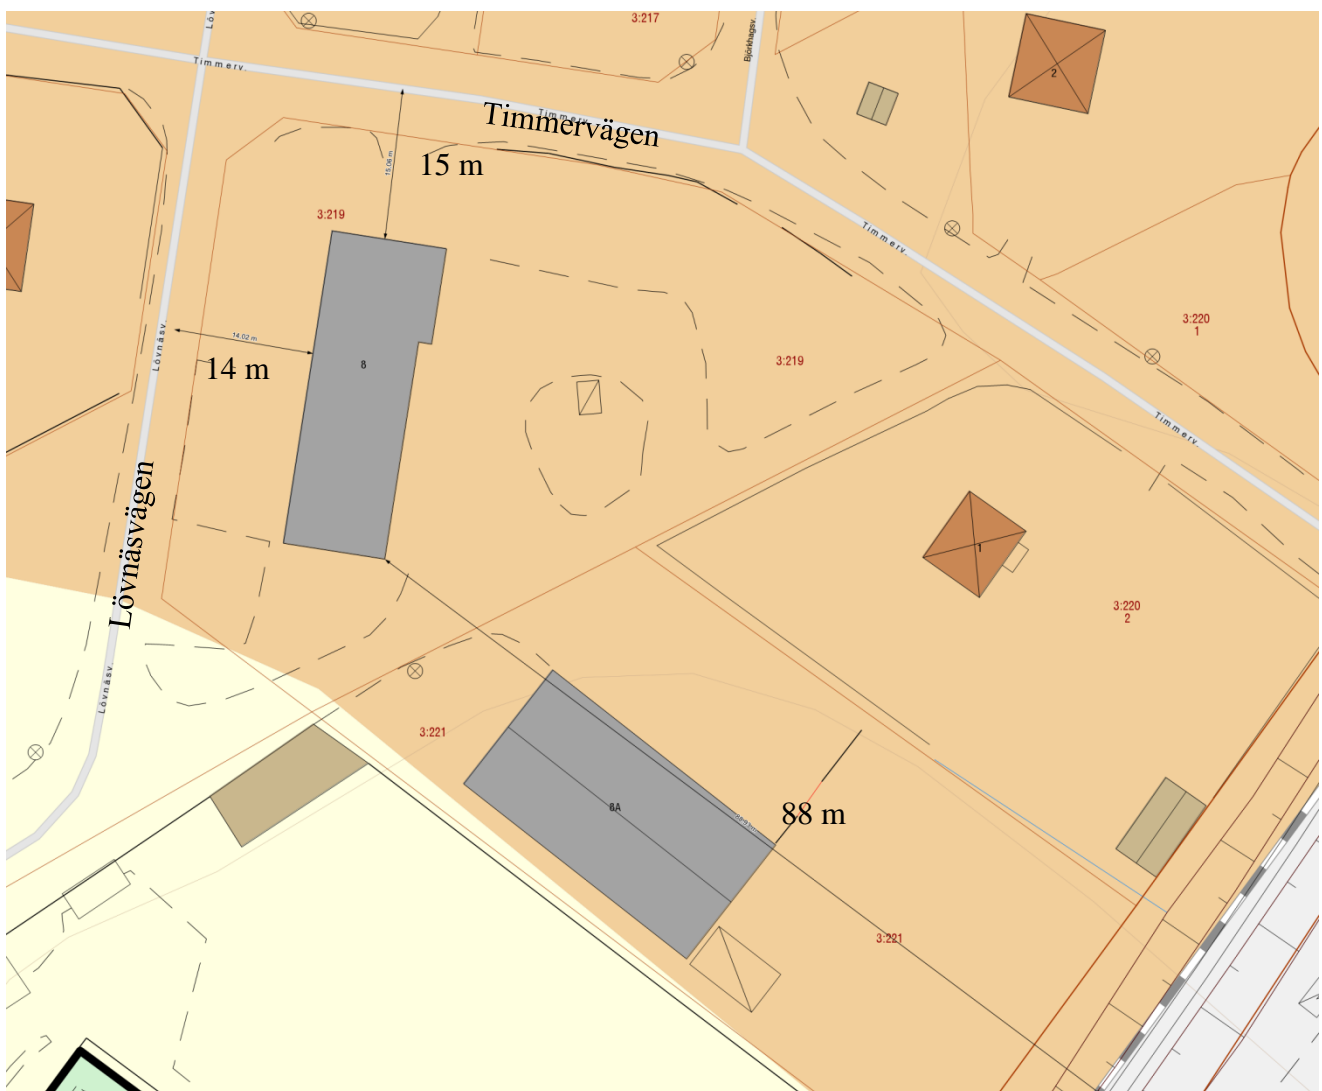 3:217
Löv
Timmerv.
Björkhagsv.
2
Timmerv.
Timmervägen
15.06 m
15 m
3:219
Timmerv.
3:220
1
Lövnäsv.
14.02 m
14 m
8
3:219
Timmerv.
Lövnäsvägen
1
3:220
2
Lövnäsv.
3:221
8A
88 m
3:221